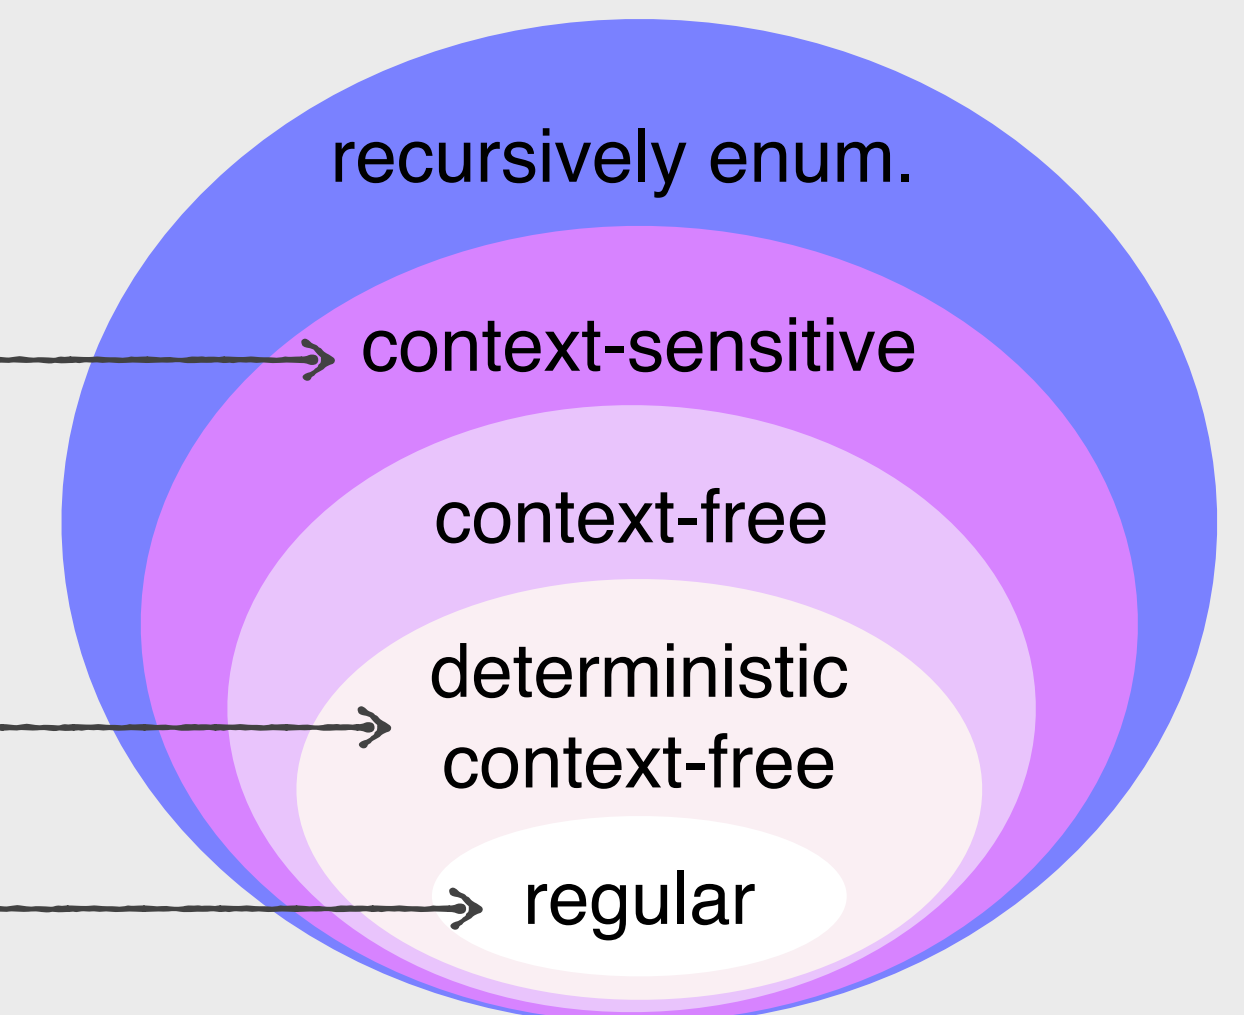 recursively enum.
context-sensitive
context-free
deterministic
context-free
regular